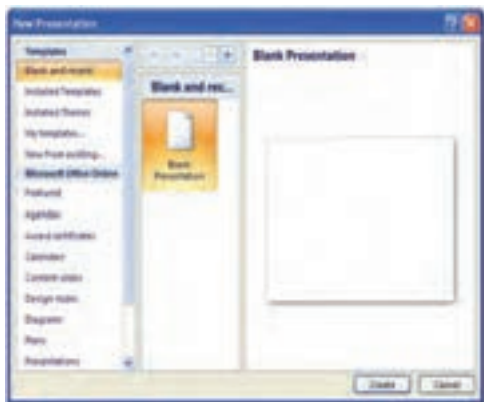 New Presentation
Templates
Blank and recent
Installed Templates
Installed Themes
My templates...
New from existing...
Microsoft Office Online
Featured
Agendas
Award certificates
Calendars
Content slides
Design slides
Diagrams
Plans
Presentations
Blank and rec...
Blank
Presentation
Blank Presentation
Create
Cancel